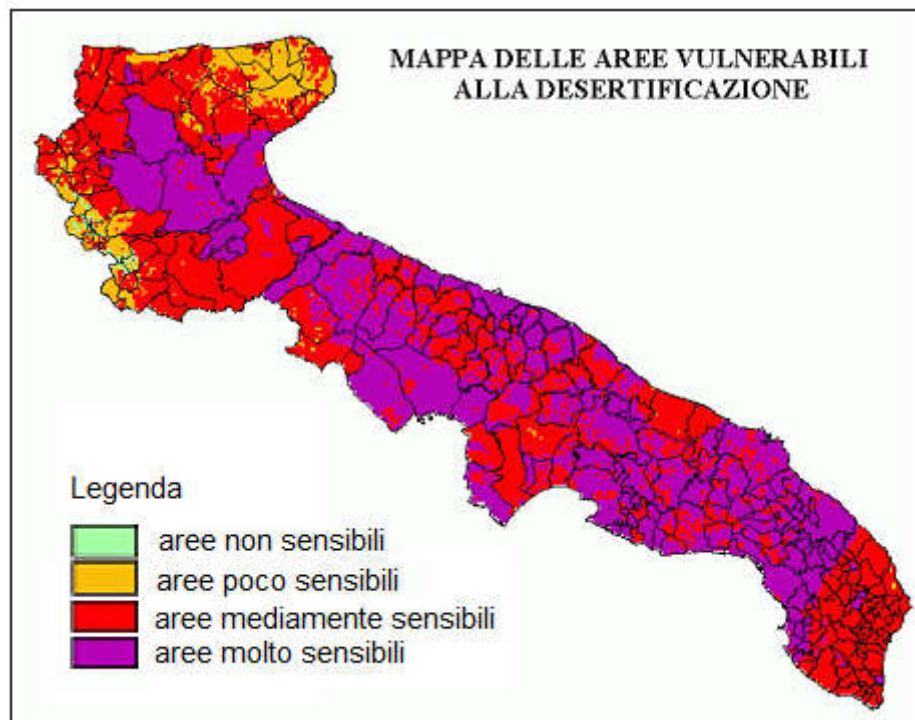 MAPPA DELLE AREE VULNERABILI
ALLA DESERTIFICAZIONE
Legenda
aree non sensibili
aree poco sensibili
aree mediamente sensibili
aree molto sensibili